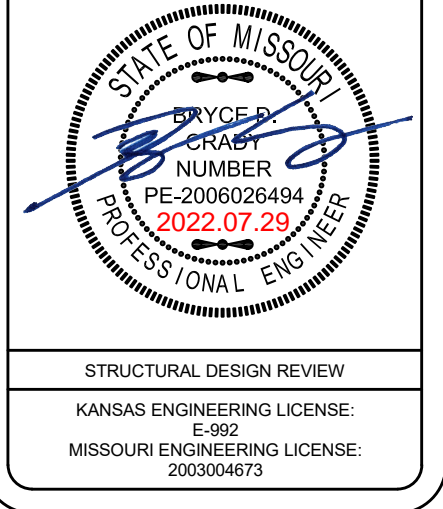 STATE OF MISSOURI
BRYCE D.
GRADY
NUMBER
PE-2006026494
2022.07.29
PROFESSIONAL ENGINEER
STRUCTURAL DESIGN REVIEW
KANSAS ENGINEERING LICENSE:
E-992
MISSOURI ENGINEERING LICENSE:
2003004673